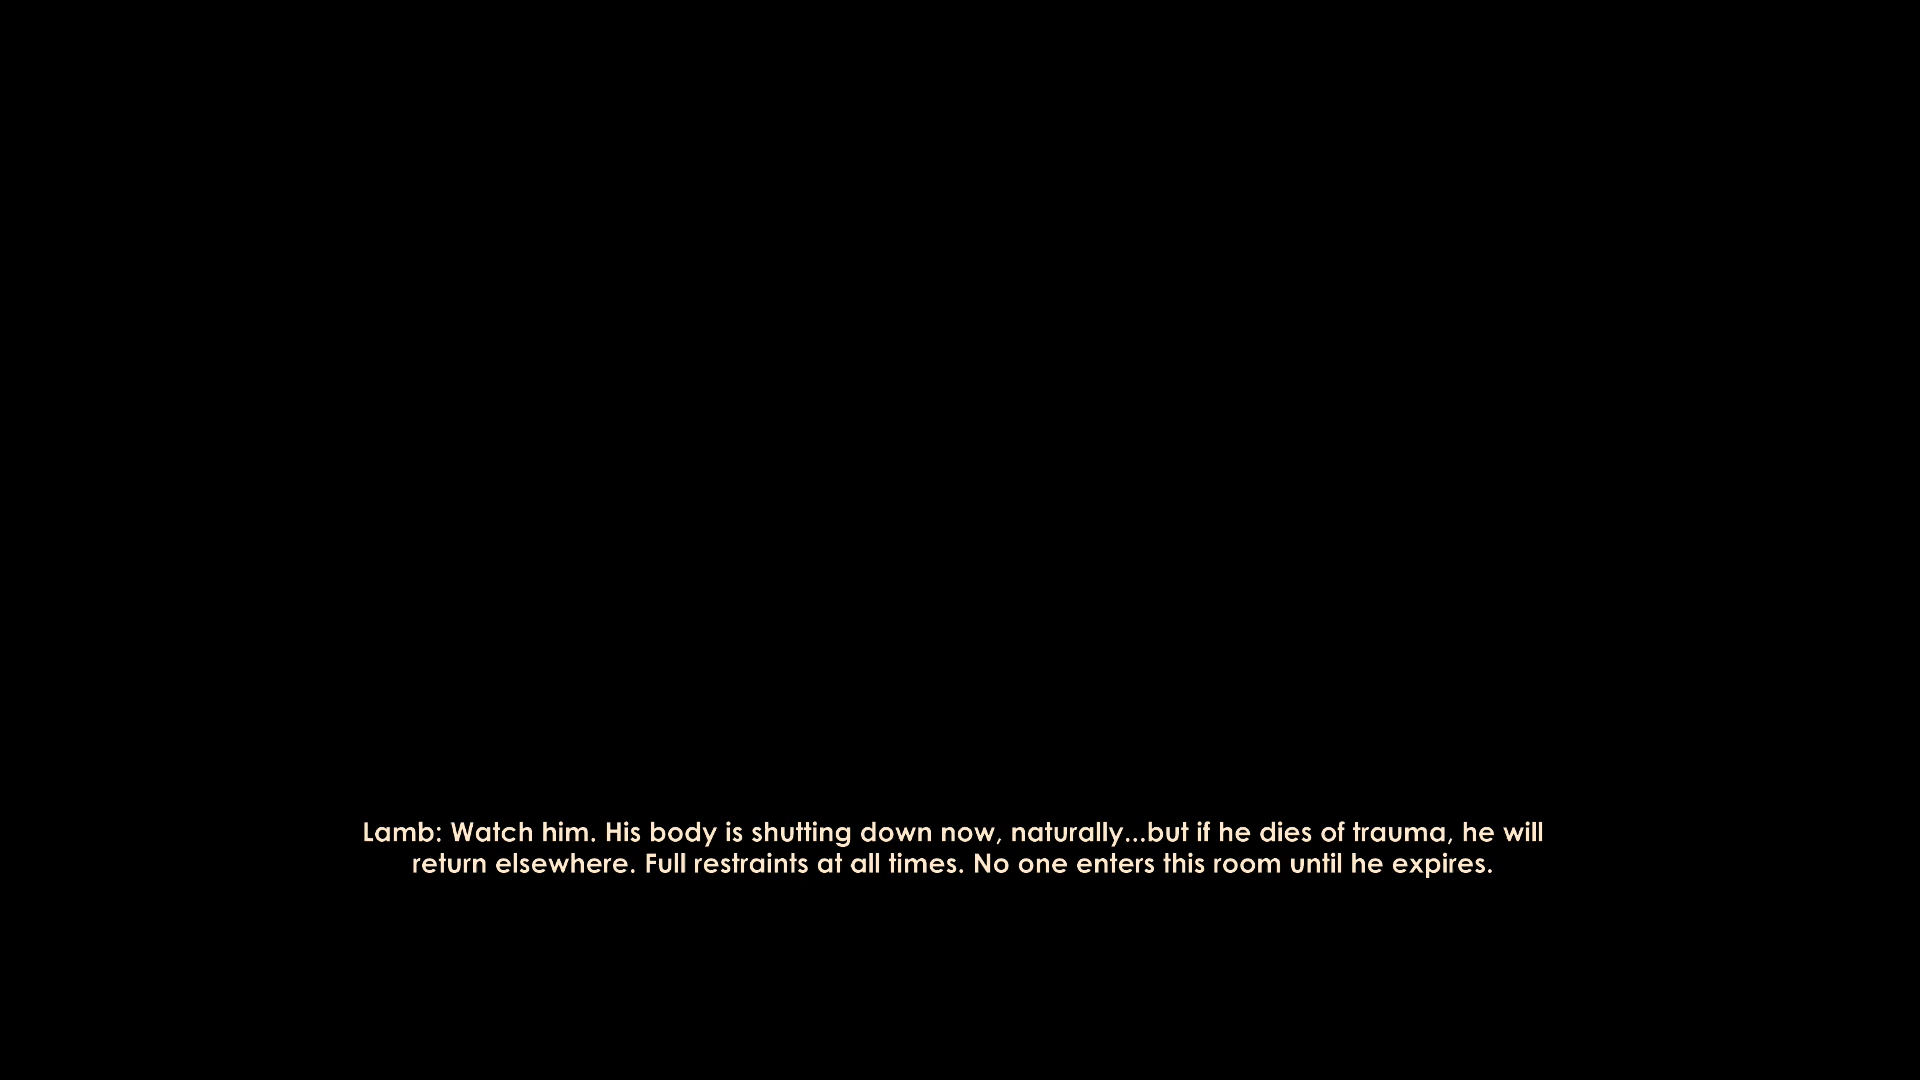 Lamb: Watch him. His body is shutting down now, naturally...but if he dies of trauma, he will
return elsewhere. Full restraints at all times. No one enters this room until he expires.